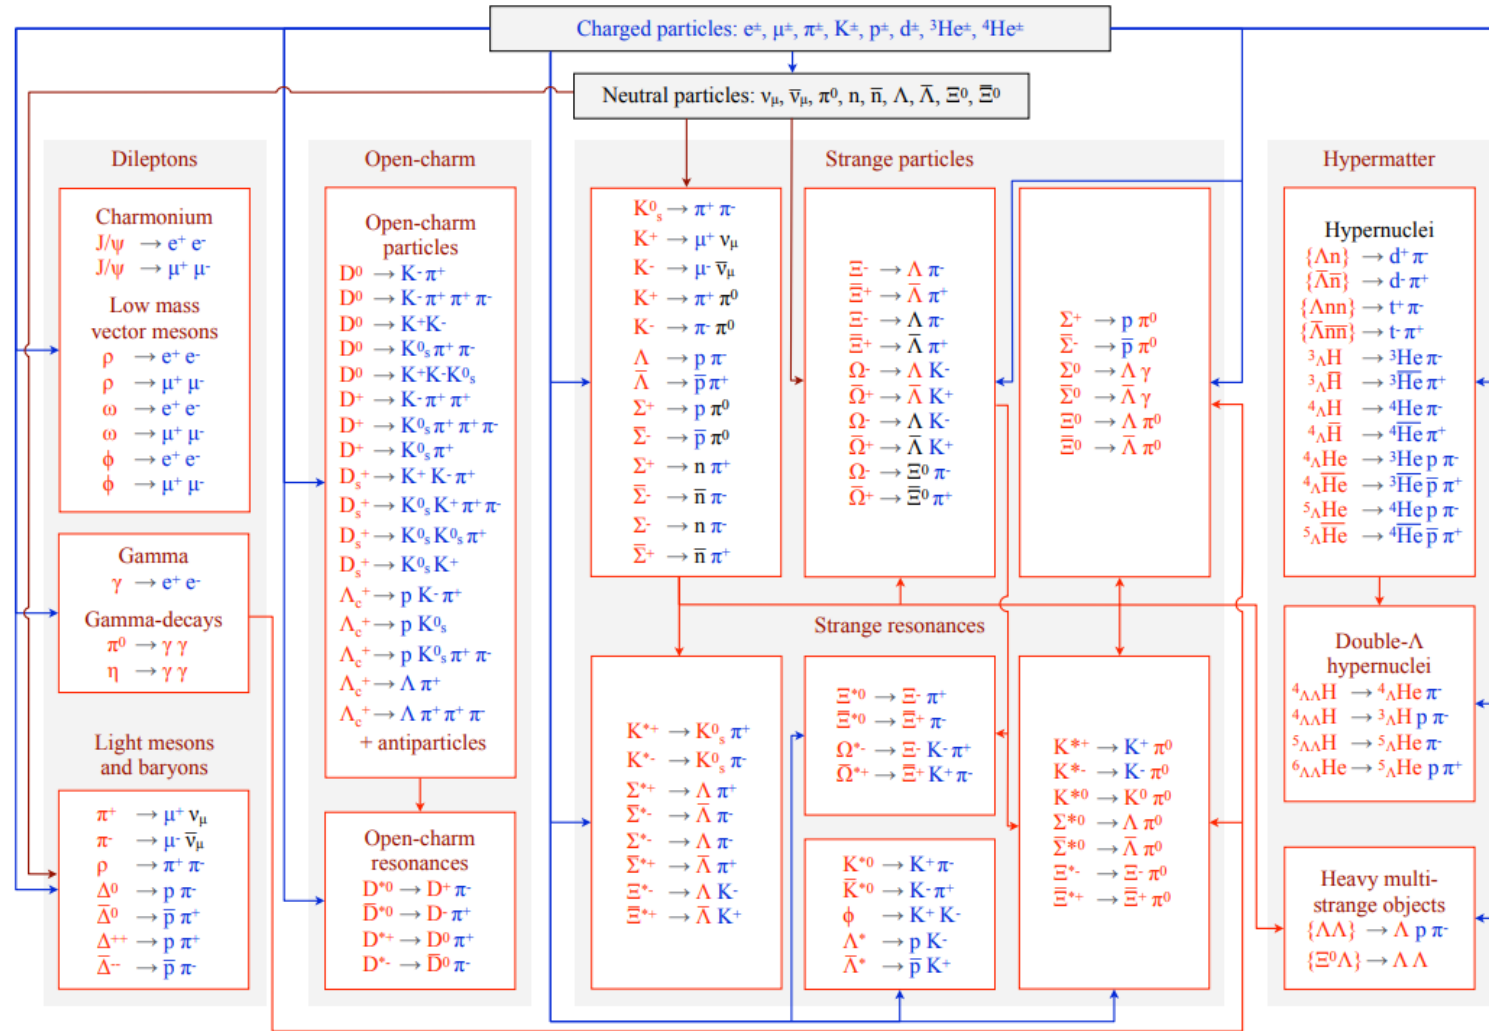 Charged particles: e±, μ±, π±, K±, p±, d±, ³He±, ⁴He±
Neutral particles: νμ, ν̅μ, π⁰, n, n̅, Λ, Λ̅, Ξ⁰, Ξ̅⁰
Dileptons
Charmonium
J/ψ → e⁺ e⁻
J/ψ → μ⁺ μ⁻
Low mass
vector mesons
ρ → e⁺ e⁻
ρ → μ⁺ μ⁻
ω → e⁺ e⁻
ω → μ⁺ μ⁻
ϕ → e⁺ e⁻
ϕ → μ⁺ μ⁻
Gamma
γ → e⁺ e⁻
Gamma-decays
π⁰ → γ γ
η → γ γ
Light mesons
and baryons
π⁺ → μ⁺ νμ
π⁻ → μ⁻ ν̅μ
ρ → π⁺ π⁻
Δ⁰ → p π⁻
Δ̅⁰ → p̅ π⁺
Δ⁺⁺ → p π⁺
Δ̅⁻⁻ → p̅ π⁻
Open-charm
Open-charm
particles
D⁰ → K⁻ π⁺
D⁰ → K⁻ π⁺ π⁺ π⁻
D⁰ → K⁺ K⁻
D⁰ → K⁰ₛ π⁺ π⁻
D⁰ → K⁺ K⁻ K⁰ₛ
D⁺ → K⁻ π⁺ π⁺
D⁺ → K⁰ₛ π⁺ π⁺ π⁻
D⁺ → K⁰ₛ π⁺
Dₛ⁺ → K⁺ K⁻ π⁺
Dₛ⁺ → K⁰ₛ K⁺ π⁺ π⁻
Dₛ⁺ → K⁰ₛ K⁰ₛ π⁺
Dₛ⁺ → K⁰ₛ K⁺
Λc⁺ → p K⁻ π⁺
Λc⁺ → p K⁰ₛ
Λc⁺ → p K⁰ₛ π⁺ π⁻
Λc⁺ → Λ π⁺
Λc⁺ → Λ π⁺ π⁺ π⁻
+ antiparticles
Open-charm
resonances
D*⁰ → D⁺ π⁻
D̅*⁰ → D⁻ π⁺
D*⁺ → D⁰ π⁺
D*⁻ → D̅⁰ π⁻
Strange particles
K⁰ₛ → π⁺ π⁻
K⁺ → μ⁺ νμ
K⁻ → μ⁻ ν̅μ
K⁺ → π⁺ π⁰
K⁻ → π⁻ π⁰
Λ → p π⁻
Λ̅ → p̅ π⁺
Σ⁺ → p π⁰
Σ̅⁻ → p̅ π⁰
Σ⁺ → n π⁺
Σ̅⁻ → n̅ π⁻
Σ⁻ → n π⁻
Σ̅⁺ → n̅ π⁺
Ξ⁻ → Λ π⁻
Ξ̅⁺ → Λ̅ π⁺
Ξ⁻ → Λ π⁻
Ξ̅⁺ → Λ̅ π⁺
Ω⁻ → Λ K⁻
Ω̅⁺ → Λ̅ K⁺
Ω⁻ → Λ K⁻
Ω̅⁺ → Λ̅ K⁺
Ω⁻ → Ξ⁰ π⁻
Ω̅⁺ → Ξ̅⁰ π⁺
Σ⁺ → p π⁰
Σ̅⁻ → p̅ π⁰
Σ⁰ → Λ γ
Σ̅⁰ → Λ̅ γ
Ξ⁰ → Λ π⁰
Ξ̅⁰ → Λ̅ π⁰
Strange resonances
K*⁺ → K⁰ₛ π⁺
K*⁻ → K⁰ₛ π⁻
Σ*⁺ → Λ π⁺
Σ̅*⁻ → Λ̅ π⁻
Σ*⁻ → Λ π⁻
Σ̅*⁺ → Λ̅ π⁺
Ξ*⁻ → Λ K⁻
Ξ̅*⁺ → Λ̅ K⁺
Ξ*⁰ → Ξ⁻ π⁺
Ξ̅*⁰ → Ξ̅⁺ π⁻
Ω*⁻ → Ξ⁻ K⁻ π⁺
Ω̅*⁺ → Ξ̅⁺ K⁺ π⁻
K*⁰ → K⁺ π⁻
K̅*⁰ → K⁻ π⁺
ϕ → K⁺ K⁻
Λ* → p K⁻
Λ̅* → p̅ K⁺
K*⁺ → K⁺ π⁰
K*⁻ → K⁻ π⁰
K*⁰ → K⁰ π⁰
Σ*⁰ → Λ π⁰
Σ̅*⁰ → Λ̅ π⁰
Ξ*⁻ → Ξ⁻ π⁰
Ξ̅*⁺ → Ξ̅⁺ π⁰
Hypermatter
Hypernuclei
{Λn} → d⁺ π⁻
{Λ̅n̅} → d⁻ π⁺
{Λnn} → t⁺ π⁻
{Λ̅n̅n̅} → t⁻ π⁺
³ΛH → ³He π⁻
³ΛH̅ → ³H̅e̅ π⁺
⁴ΛH → ⁴He π⁻
⁴ΛH̅ → ⁴H̅e̅ π⁺
⁴ΛHe → ³He p π⁻
⁴ΛH̅e̅ → ³H̅e̅ p̅ π⁺
⁵ΛHe → ⁴He p π⁻
⁵ΛH̅e̅ → ⁴H̅e̅ p̅ π⁺
Double-Λ
hypernuclei
⁴ΛΛH → ⁴ΛHe π⁻
⁴ΛΛH → ³ΛH p π⁻
⁵ΛΛH → ⁵ΛHe π⁻
⁶ΛΛHe → ⁵ΛHe p π⁺
Heavy multi-
strange objects
{ΛΛ} → Λ p π⁻
{Ξ⁰Λ} → Λ Λ